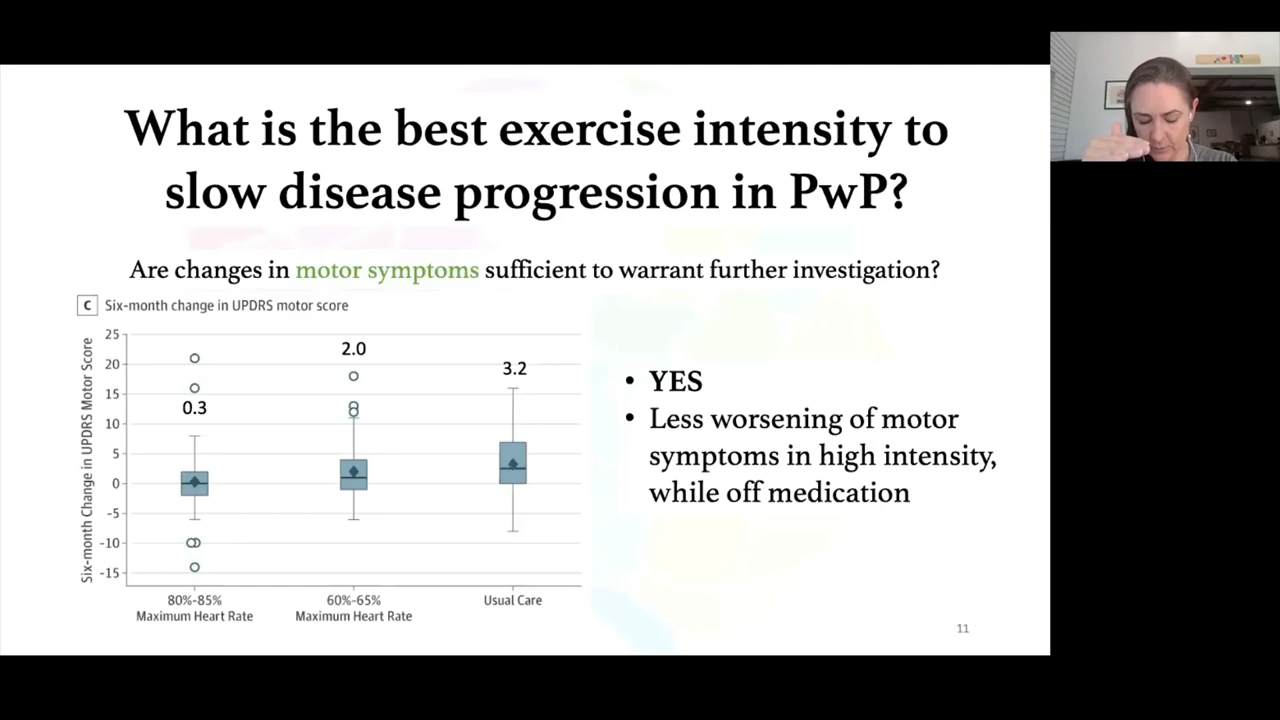 What is the best exercise intensity to
slow disease progression in PwP?
Are changes in motor symptoms sufficient to warrant further investigation?
C Six-month change in UPDRS motor score
Six-month Change in UPDRS Motor Score
25
20
15
10
5
0
-5
-10
-15
0.3
2.0
3.2
80%-85%
Maximum Heart Rate
60%-65%
Maximum Heart Rate
Usual Care
• YES
• Less worsening of motor
symptoms in high intensity,
while off medication
11